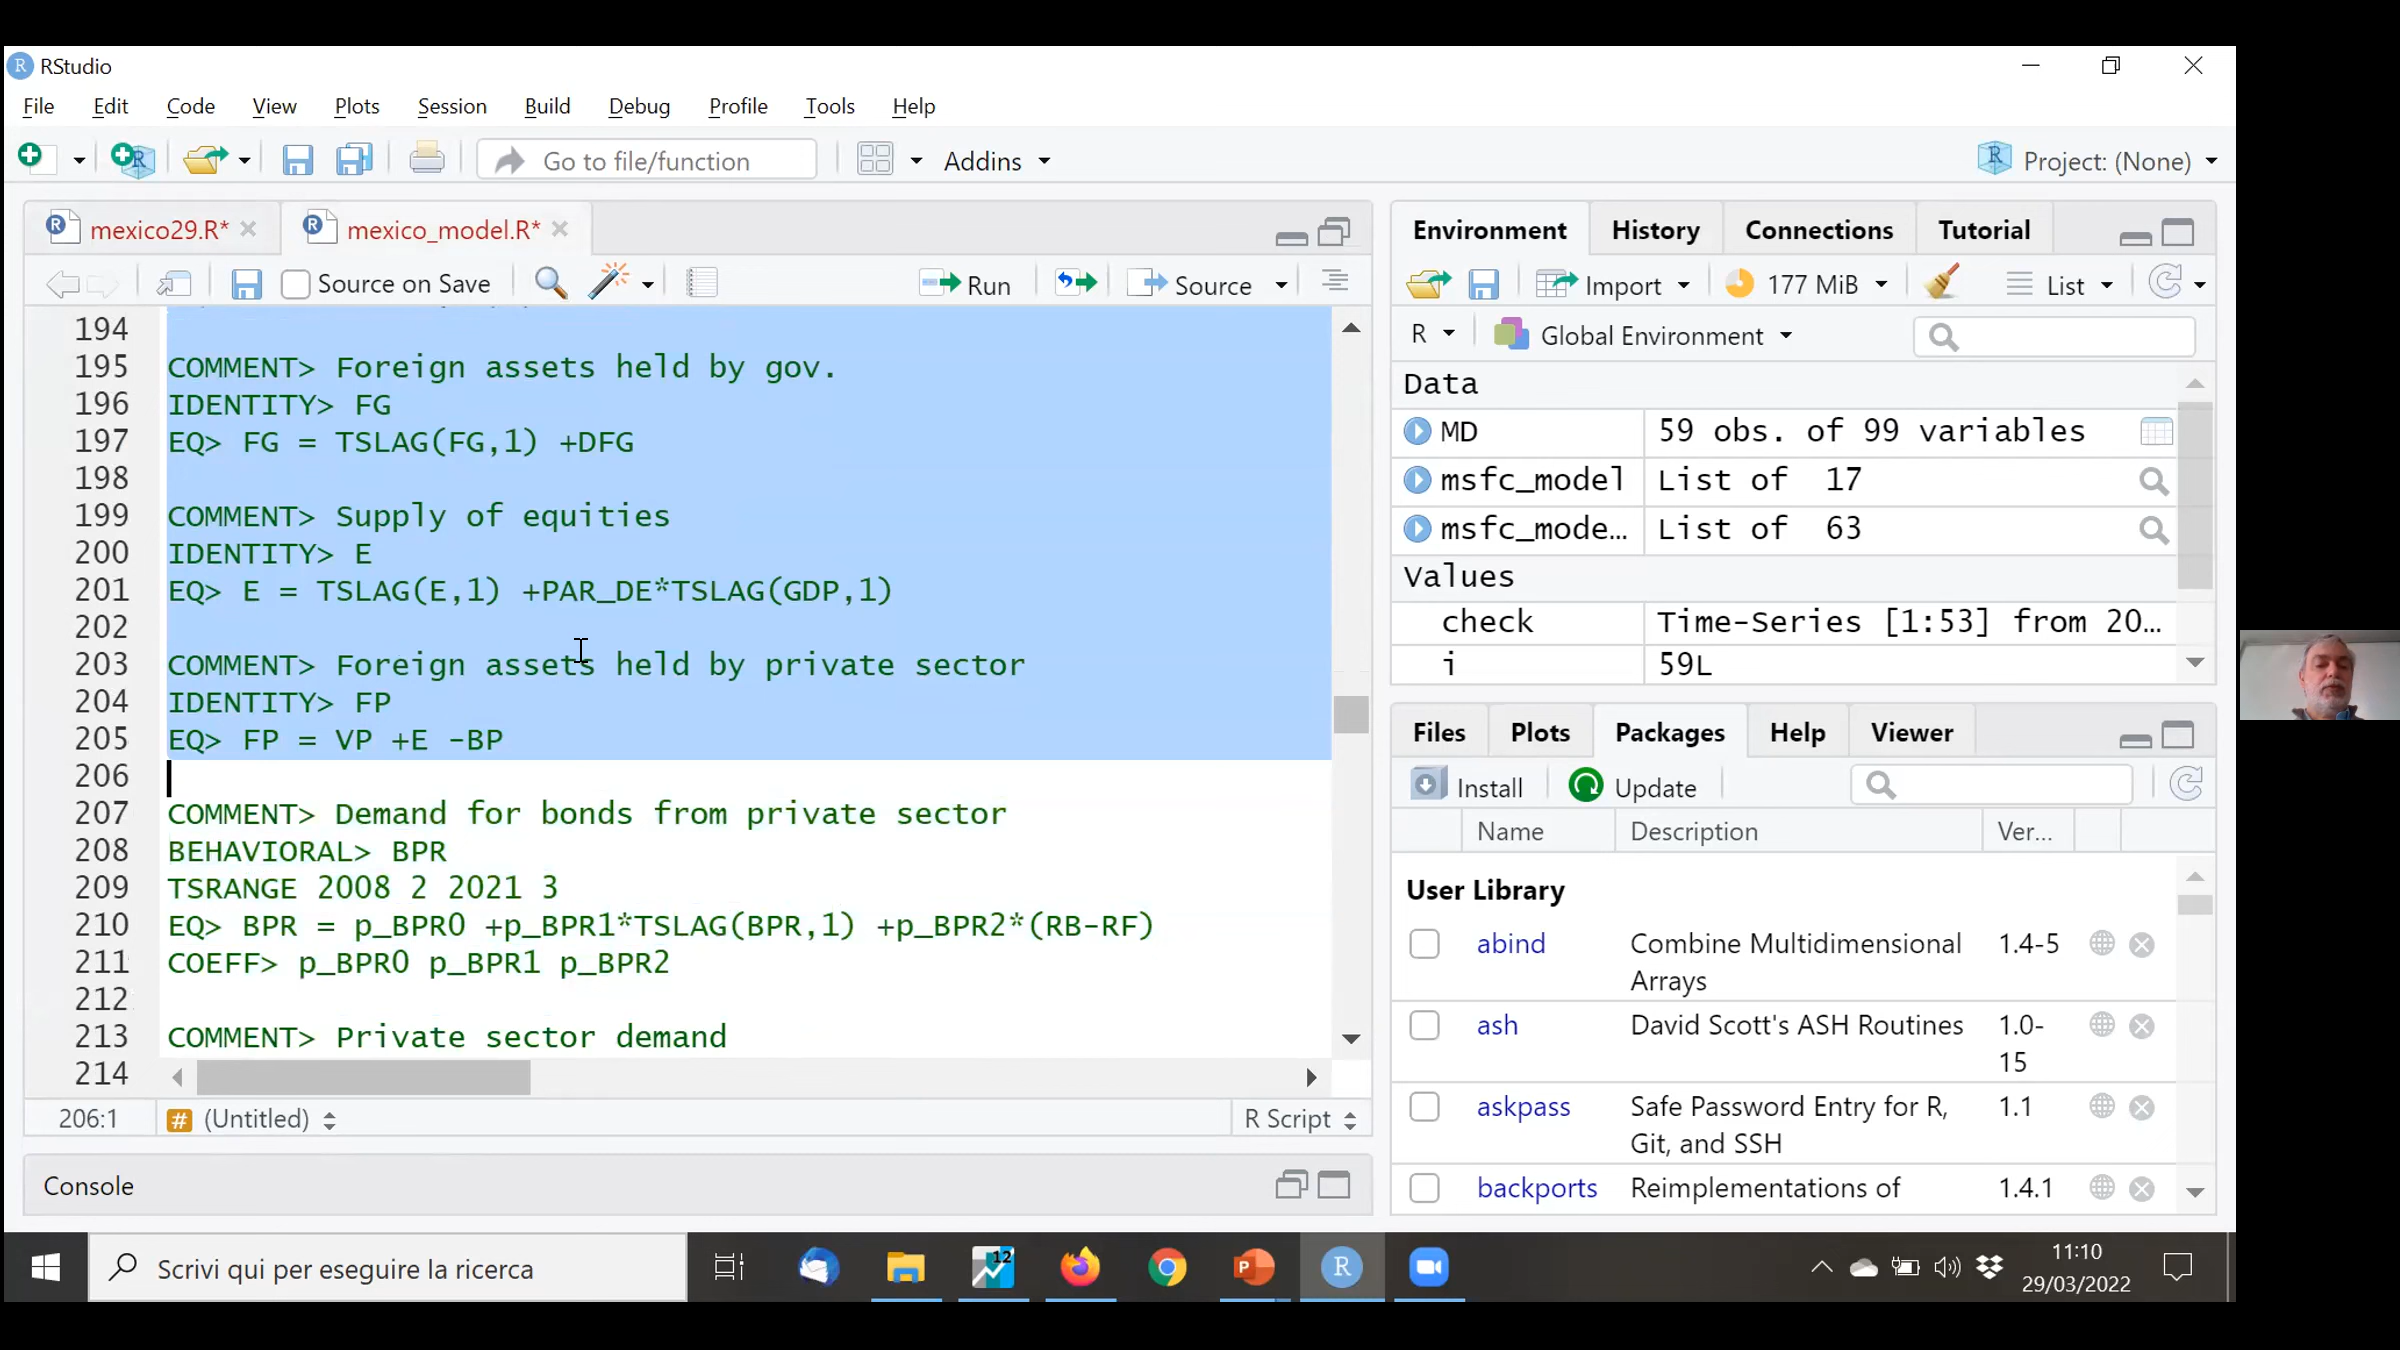 RStudio
File Edit Code View Plots Session Build Debug Profile Tools Help
Go to file/function Addins Project: (None)
mexico29.R* mexico_model.R*
Source on Save Run Source
194
195 COMMENT> Foreign assets held by gov.
196 IDENTITY> FG
197 EQ> FG = TSLAG(FG,1) +DFG
198
199 COMMENT> Supply of equities
200 IDENTITY> E
201 EQ> E = TSLAG(E,1) +PAR_DE*TSLAG(GDP,1)
202
203 COMMENT> Foreign assets held by private sector
204 IDENTITY> FP
205 EQ> FP = VP +E -BP
206
207 COMMENT> Demand for bonds from private sector
208 BEHAVIORAL> BPR
209 TSRANGE 2008 2 2021 3
210 EQ> BPR = p_BPR0 +p_BPR1*TSLAG(BPR,1) +p_BPR2*(RB-RF)
211 COEFF> p_BPR0 p_BPR1 p_BPR2
212
213 COMMENT> Private sector demand
214
206:1 # (Untitled) R Script
Console
Environment History Connections Tutorial
Import 177 MiB List
R Global Environment
Data
MD 59 obs. of 99 variables
msfc_model List of 17
msfc_mode… List of 63
Values
check Time-Series [1:53] from 20…
i 59L
Files Plots Packages Help Viewer
Install Update
Name Description Ver...
User Library
abind Combine Multidimensional Arrays 1.4-5
ash David Scott's ASH Routines 1.0-15
askpass Safe Password Entry for R, Git, and SSH 1.1
backports Reimplementations of 1.4.1
Scrivi qui per eseguire la ricerca
12
11:10
29/03/2022